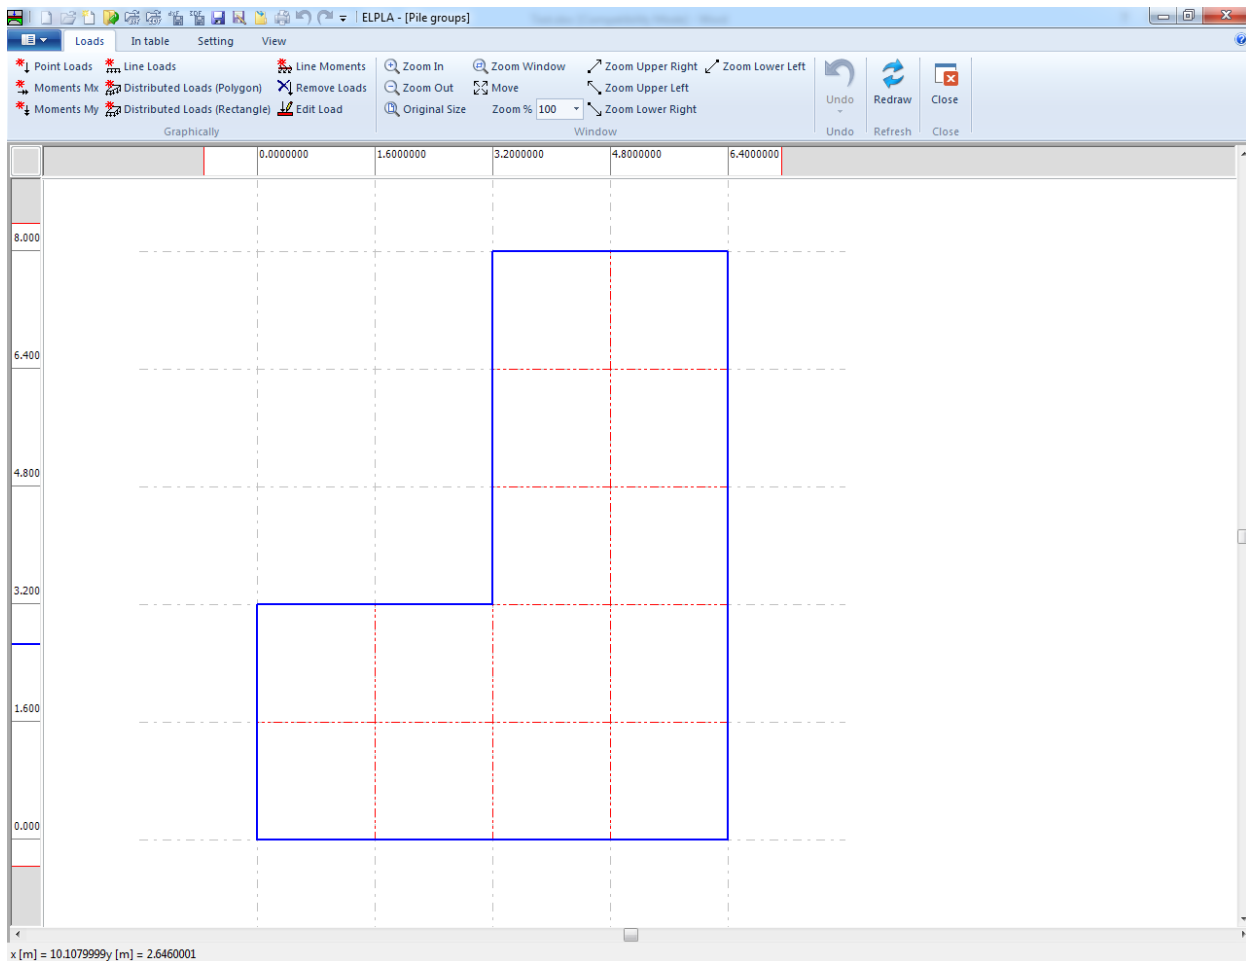 ELPLA - [Pile groups]
Loads In table Setting View
Point Loads Line Loads Line Moments Zoom In Zoom Window Zoom Upper Right Zoom Lower Left
Moments Mx Distributed Loads (Polygon) Remove Loads Zoom Out Move Zoom Upper Left
Moments My Distributed Loads (Rectangle) Edit Load Original Size Zoom % 100 Zoom Lower Right
Undo Redraw Close
Graphically Window Undo Refresh Close
0.0000000 1.6000000 3.2000000 4.8000000 6.4000000
8.000
6.400
4.800
3.200
1.600
0.000
x [m] = 10.1079999y [m] = 2.6460001